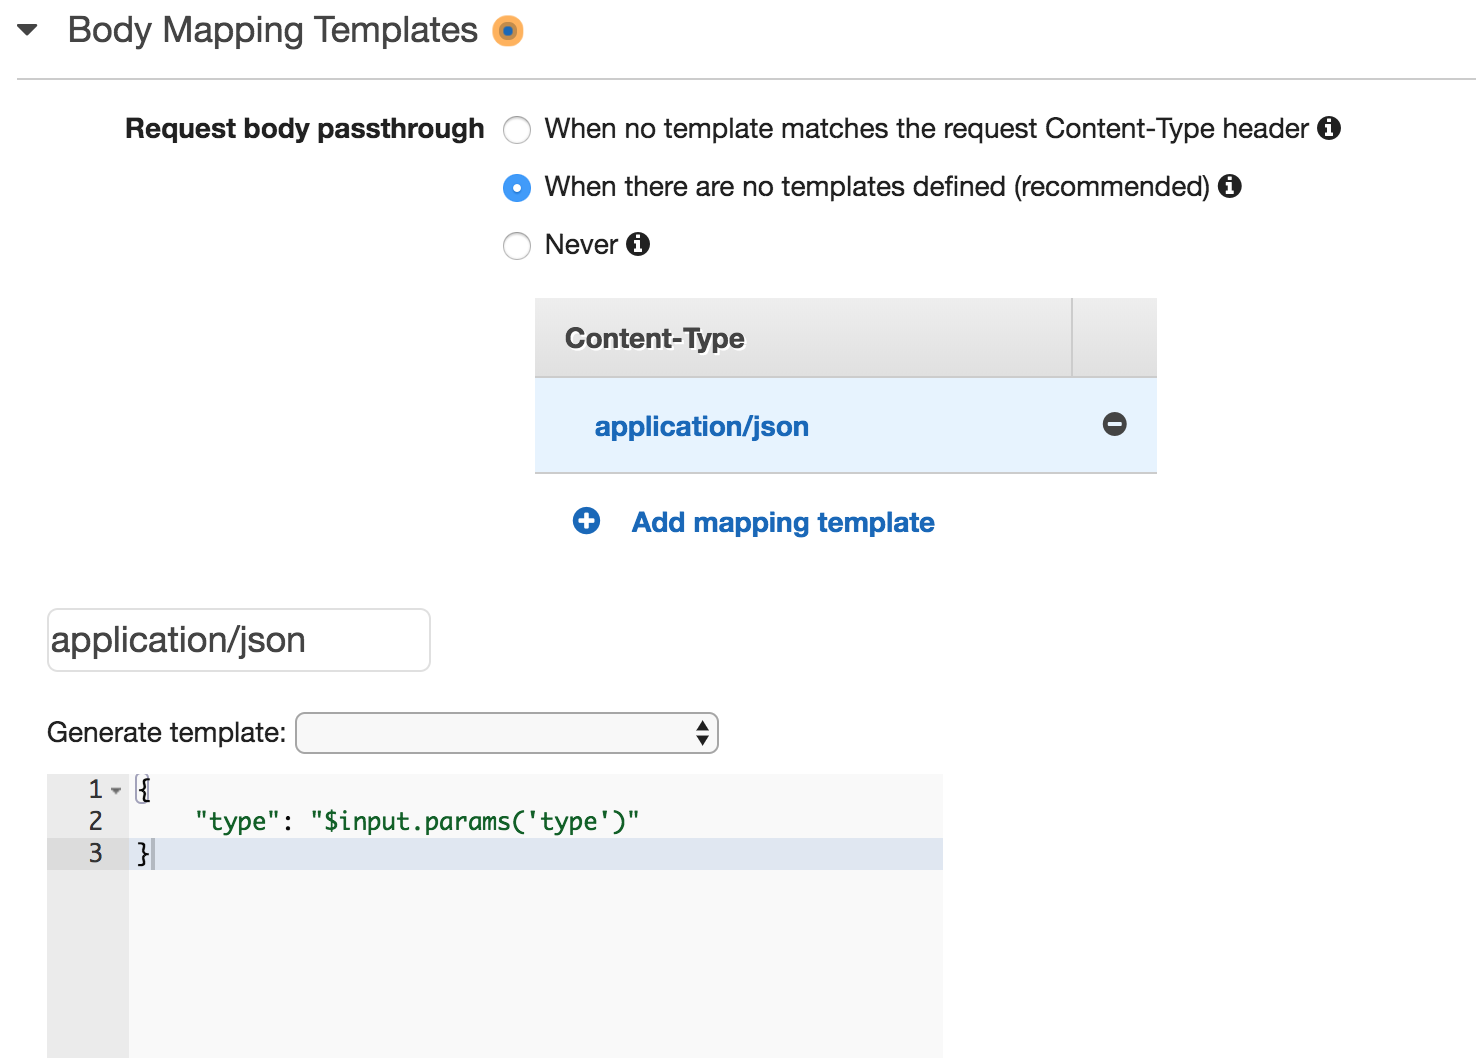 Body Mapping Templates
Request body passthrough
When no template matches the request Content-Type header
When there are no templates defined (recommended)
Never
Content-Type
application/json
Add mapping template
application/json
Generate template:
1 {
2 "type": "$input.params('type')"
3 }